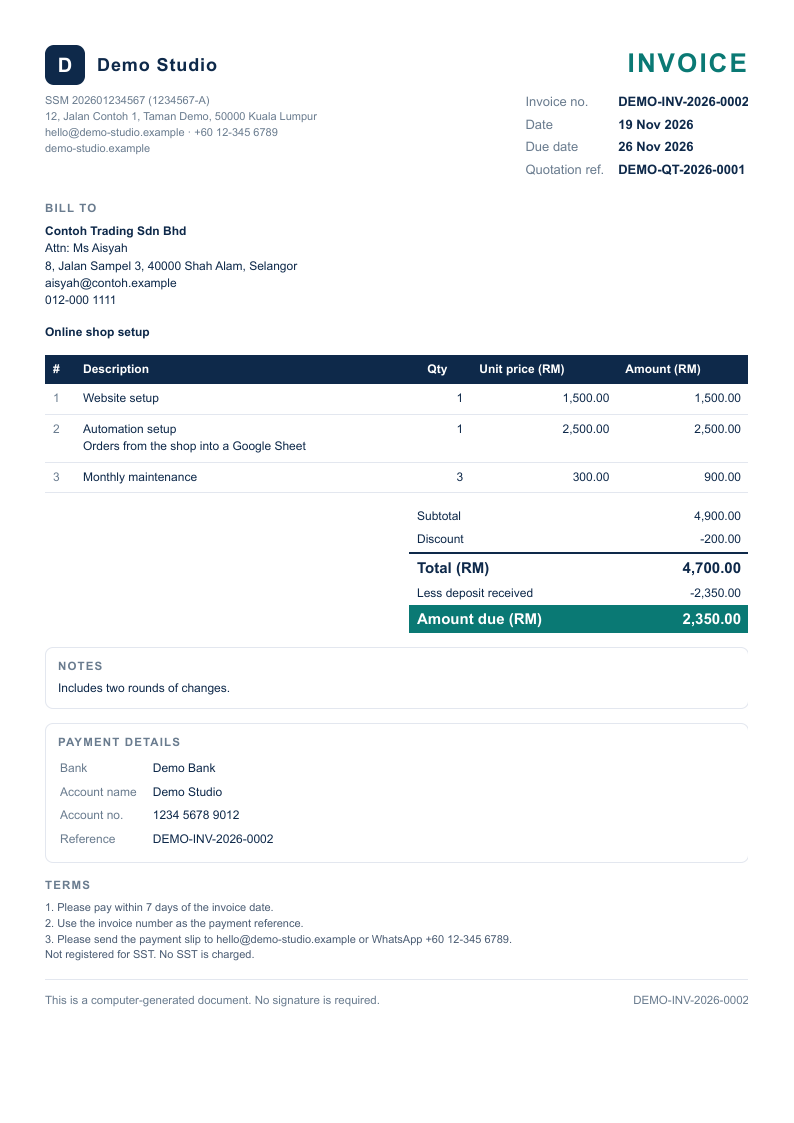 D
Demo Studio
INVOICE
SSM 202601234567 (1234567-A)
12, Jalan Contoh 1, Taman Demo, 50000 Kuala Lumpur
hello@demo-studio.example · +60 12-345 6789
demo-studio.example
Invoice no. DEMO-INV-2026-0002
Date 19 Nov 2026
Due date 26 Nov 2026
Quotation ref. DEMO-QT-2026-0001
BILL TO
Contoh Trading Sdn Bhd
Attn: Ms Aisyah
8, Jalan Sampel 3, 40000 Shah Alam, Selangor
aisyah@contoh.example
012-000 1111
Online shop setup
# Description Qty Unit price (RM) Amount (RM)
1 Website setup 1 1,500.00 1,500.00
2 Automation setup 1 2,500.00 2,500.00
Orders from the shop into a Google Sheet
3 Monthly maintenance 3 300.00 900.00
Subtotal 4,900.00
Discount -200.00
Total (RM) 4,700.00
Less deposit received -2,350.00
Amount due (RM) 2,350.00
NOTES
Includes two rounds of changes.
PAYMENT DETAILS
Bank Demo Bank
Account name Demo Studio
Account no. 1234 5678 9012
Reference DEMO-INV-2026-0002
TERMS
1. Please pay within 7 days of the invoice date.
2. Use the invoice number as the payment reference.
3. Please send the payment slip to hello@demo-studio.example or WhatsApp +60 12-345 6789.
Not registered for SST. No SST is charged.
This is a computer-generated document. No signature is required. DEMO-INV-2026-0002